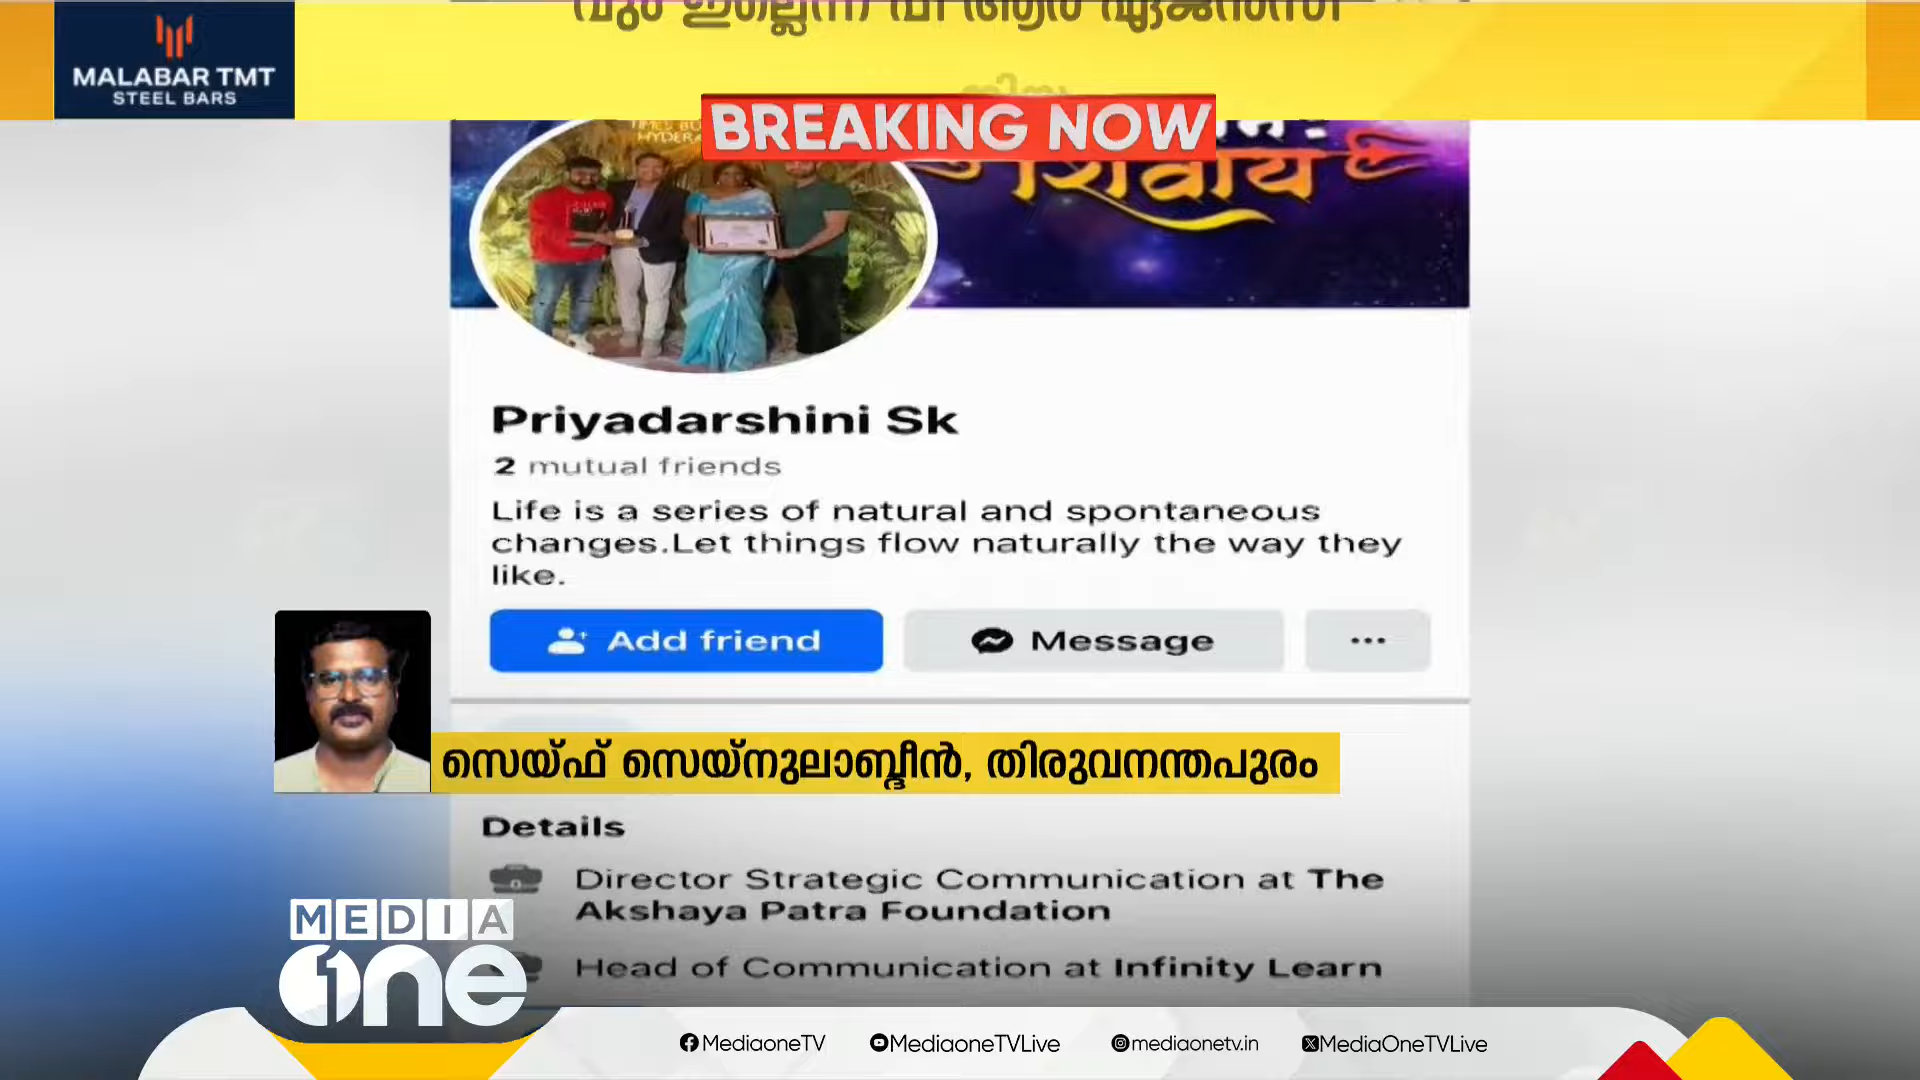 MALABAR TMT
STEEL BARS
BREAKING NOW
शिवाय
Priyadarshini Sk
2 mutual friends
Life is a series of natural and spontaneous
changes.Let things flow naturally the way they
like.
Add friend
Message
സെയ്ഫ് സെയ്നുലാബ്ദീൻ, തിരുവനന്തപുരം
Details
Director Strategic Communication at The
Akshaya Patra Foundation
Head of Communication at Infinity Learn
MEDIA
one
MediaoneTV
MediaoneTVLive
mediaonetv.in
MediaOneTVLive